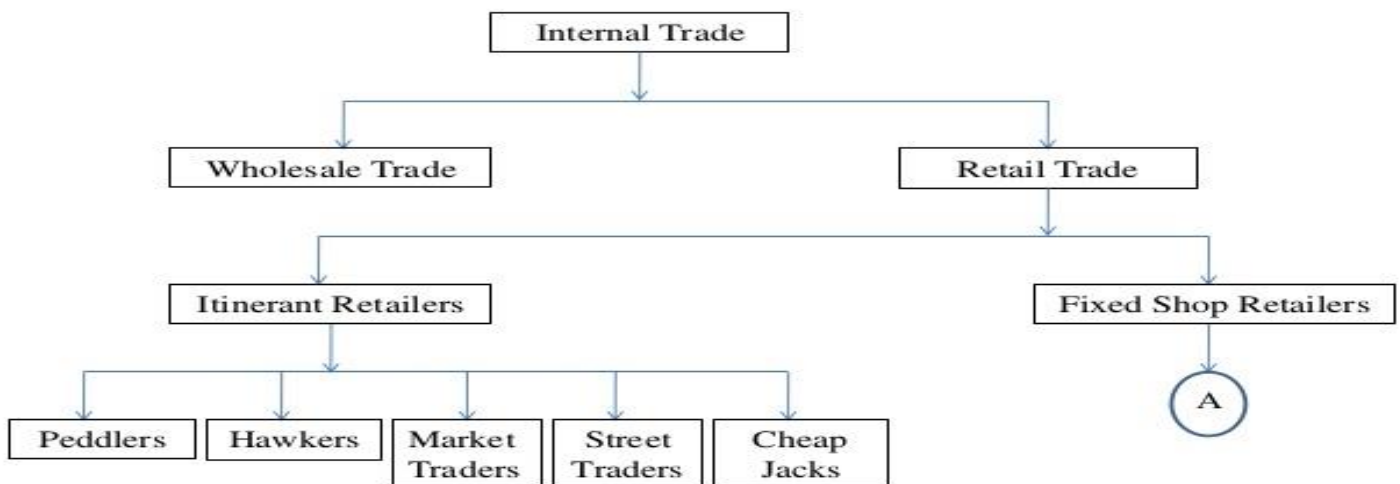 Internal Trade
Wholesale Trade
Retail Trade
Itinerant Retailers
Fixed Shop Retailers
A
Peddlers
Hawkers
Market
Traders
Street
Traders
Cheap
Jacks